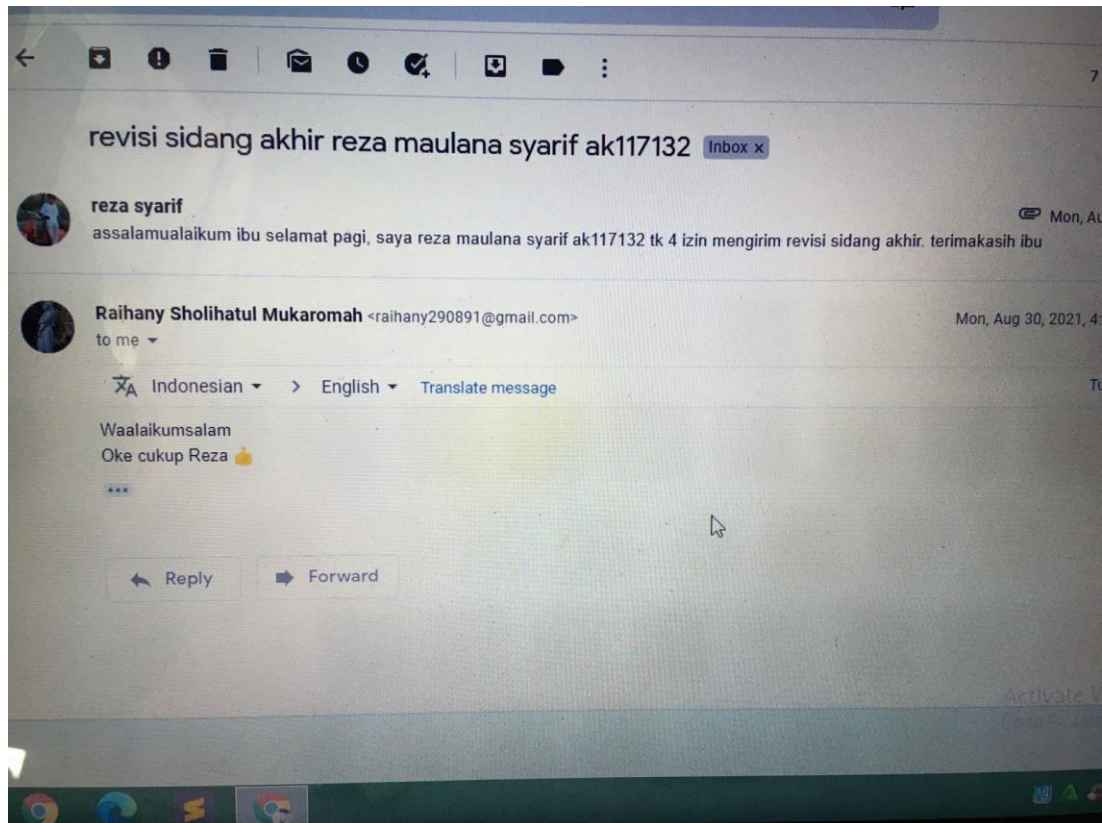 7
revisi sidang akhir reza maulana syarif ak117132 Inbox x
reza syarif
Mon,
assalamualaikum ibu selamat pagi, saya reza maulana syarif ak117132 tk 4 izin mengirim revisi sidang akhir. terimakasih ibu
Raihany Sholihatul Mukaromah <raihany290891@gmail.com>
Mon, Aug 30, 2021, 4:
to me
Indonesian > English Translate message
Waalaikumsalam
Oke cukup Reza 👍
Reply Forward
Activate